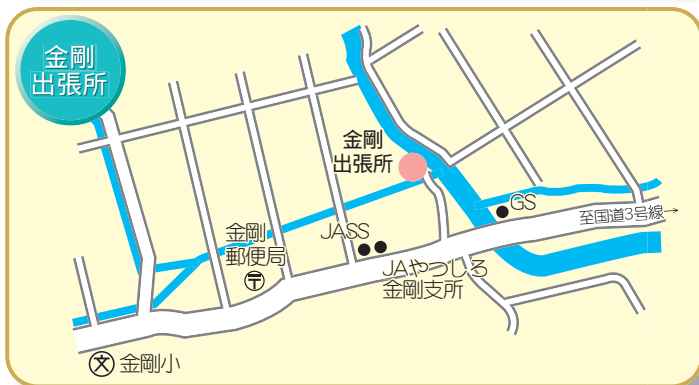 金剛
出張所
金剛
出張所
GS
至国道3号線→
金剛
郵便局
〒
JASS
JAやつしろ
金剛支所
文 金剛小